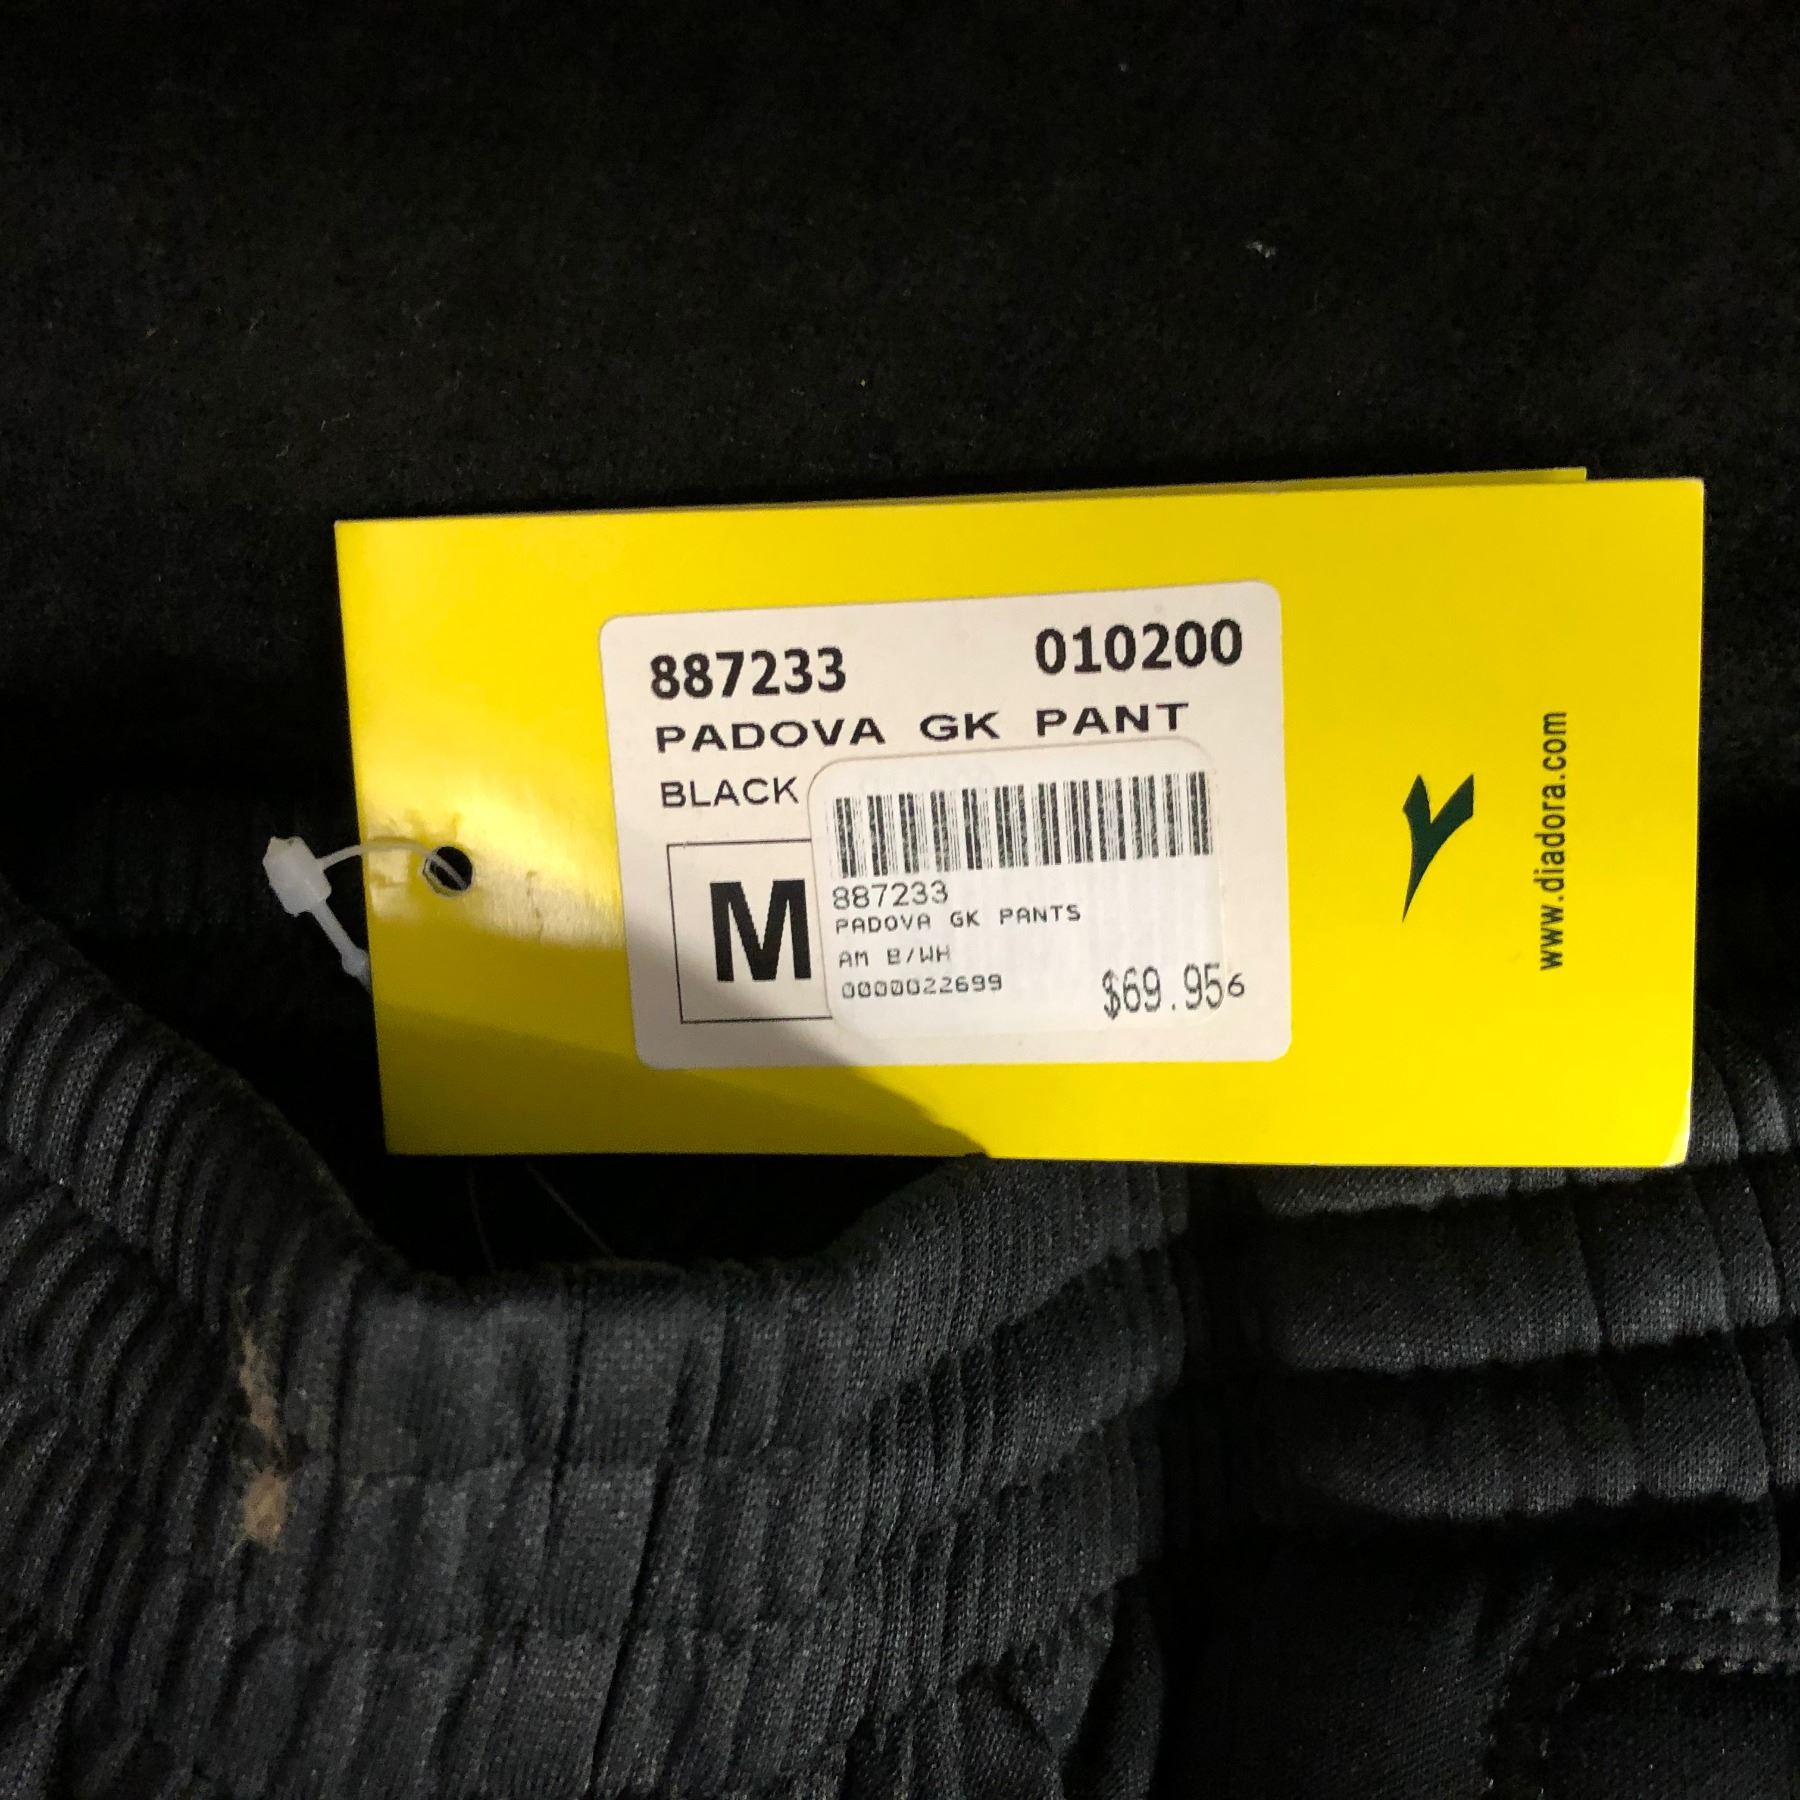 887233 010200
PADOVA GK PANT
BLACK
M
887233
PADOVA GK PANTS
AM B/WH
0000022699
$69.956
www.diadora.com